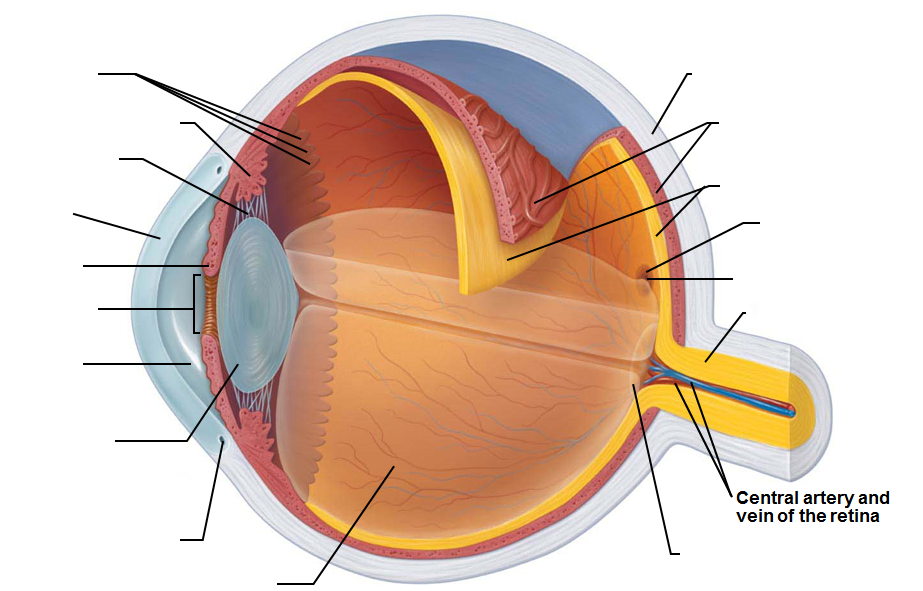 Central artery and
vein of the retina